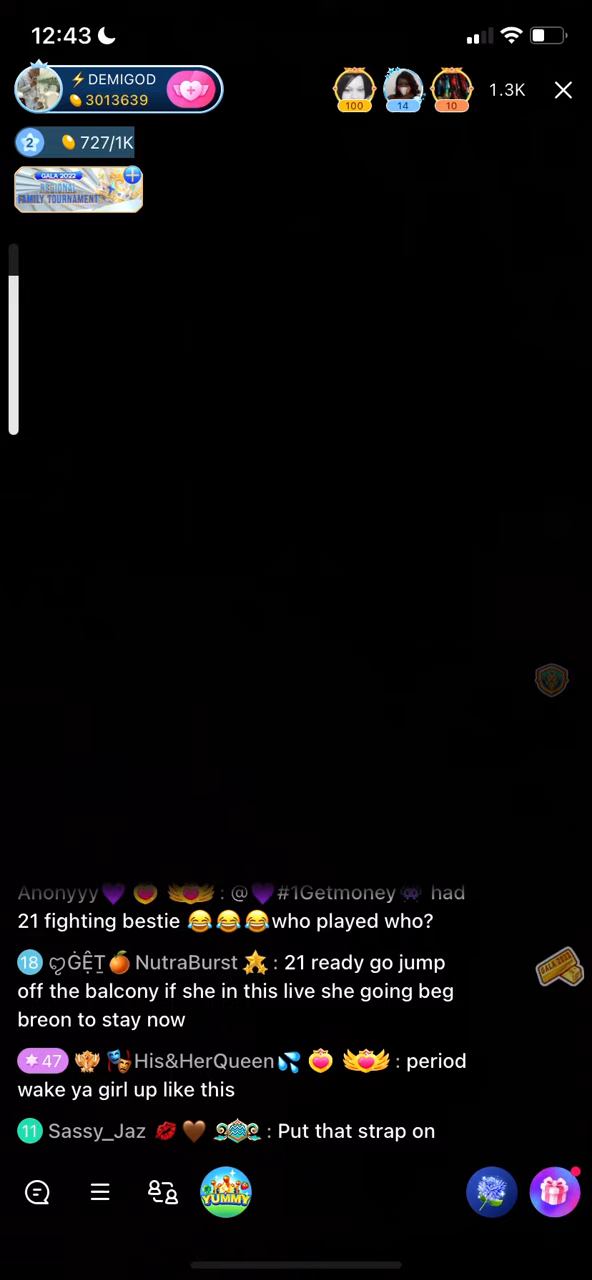 12:43
⚡DEMIGOD
3013639
100
14
10
1.3K
2
727/1K
GALA 2022
REGIONAL
FAMILY TOURNAMENT
Anonyyy💜 : @💜#1Getmoney👾 had
21 fighting bestie 😂😂😂who played who?
18 ღĠỆṬ🍊 NutraBurst : 21 ready go jump
off the balcony if she in this live she going beg
breon to stay now
47 🎭His&HerQueen💦 : period
wake ya girl up like this
11 Sassy_Jaz 💋 🤎 : Put that strap on
YUMMY